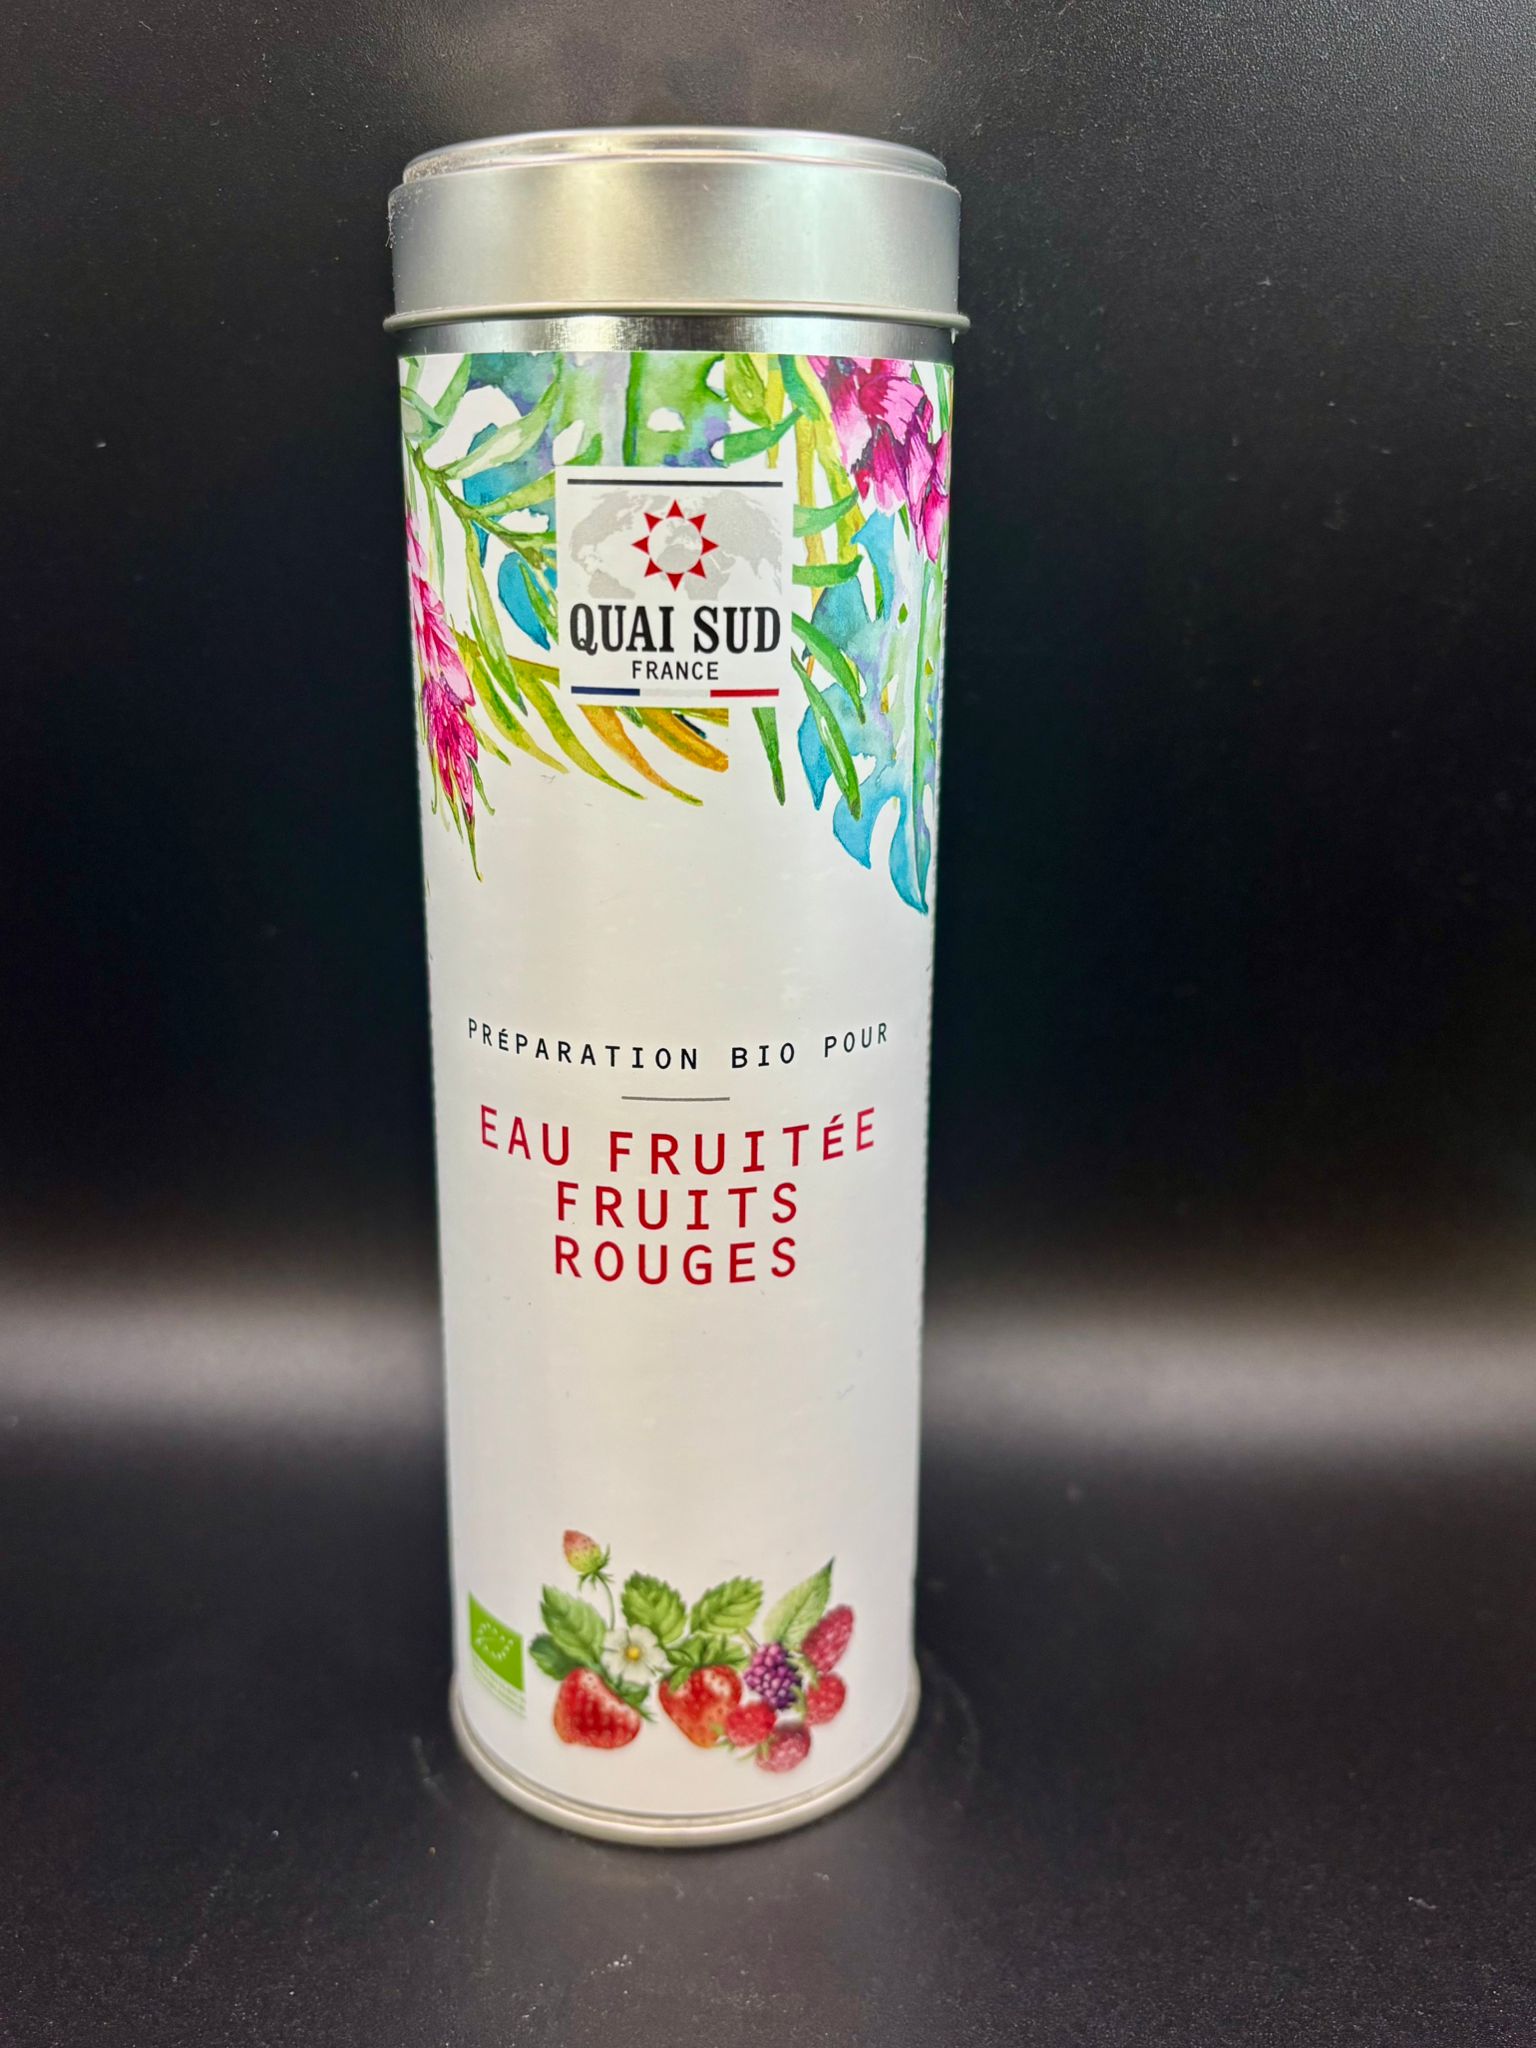 QUAI SUD
FRANCE
PRÉPARATION BIO POUR
EAU FRUITÉE
FRUITS
ROUGES